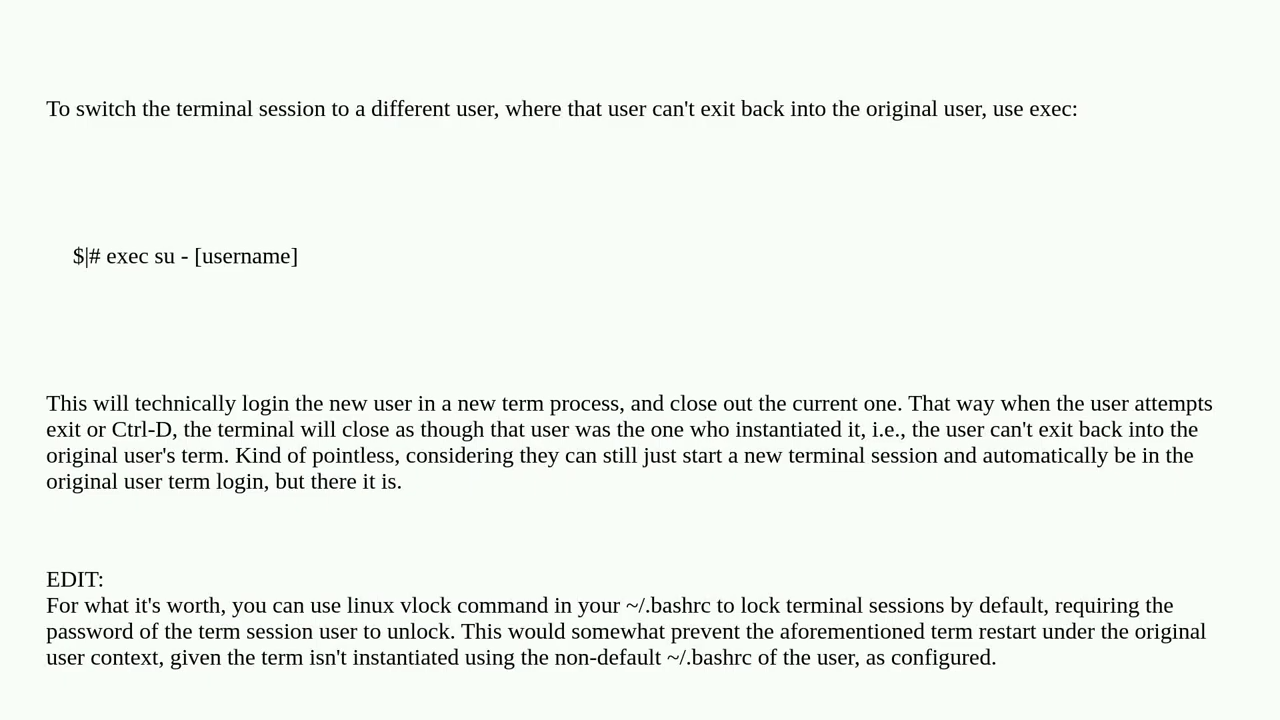 To switch the terminal session to a different user, where that user can't exit back into the original user, use exec:
$|# exec su - [username]
This will technically login the new user in a new term process, and close out the current one. That way when the user attempts
exit or Ctrl-D, the terminal will close as though that user was the one who instantiated it, i.e., the user can't exit back into the
original user's term. Kind of pointless, considering they can still just start a new terminal session and automatically be in the
original user term login, but there it is.
EDIT:
For what it's worth, you can use linux vlock command in your ~/.bashrc to lock terminal sessions by default, requiring the
password of the term session user to unlock. This would somewhat prevent the aforementioned term restart under the original
user context, given the term isn't instantiated using the non-default ~/.bashrc of the user, as configured.